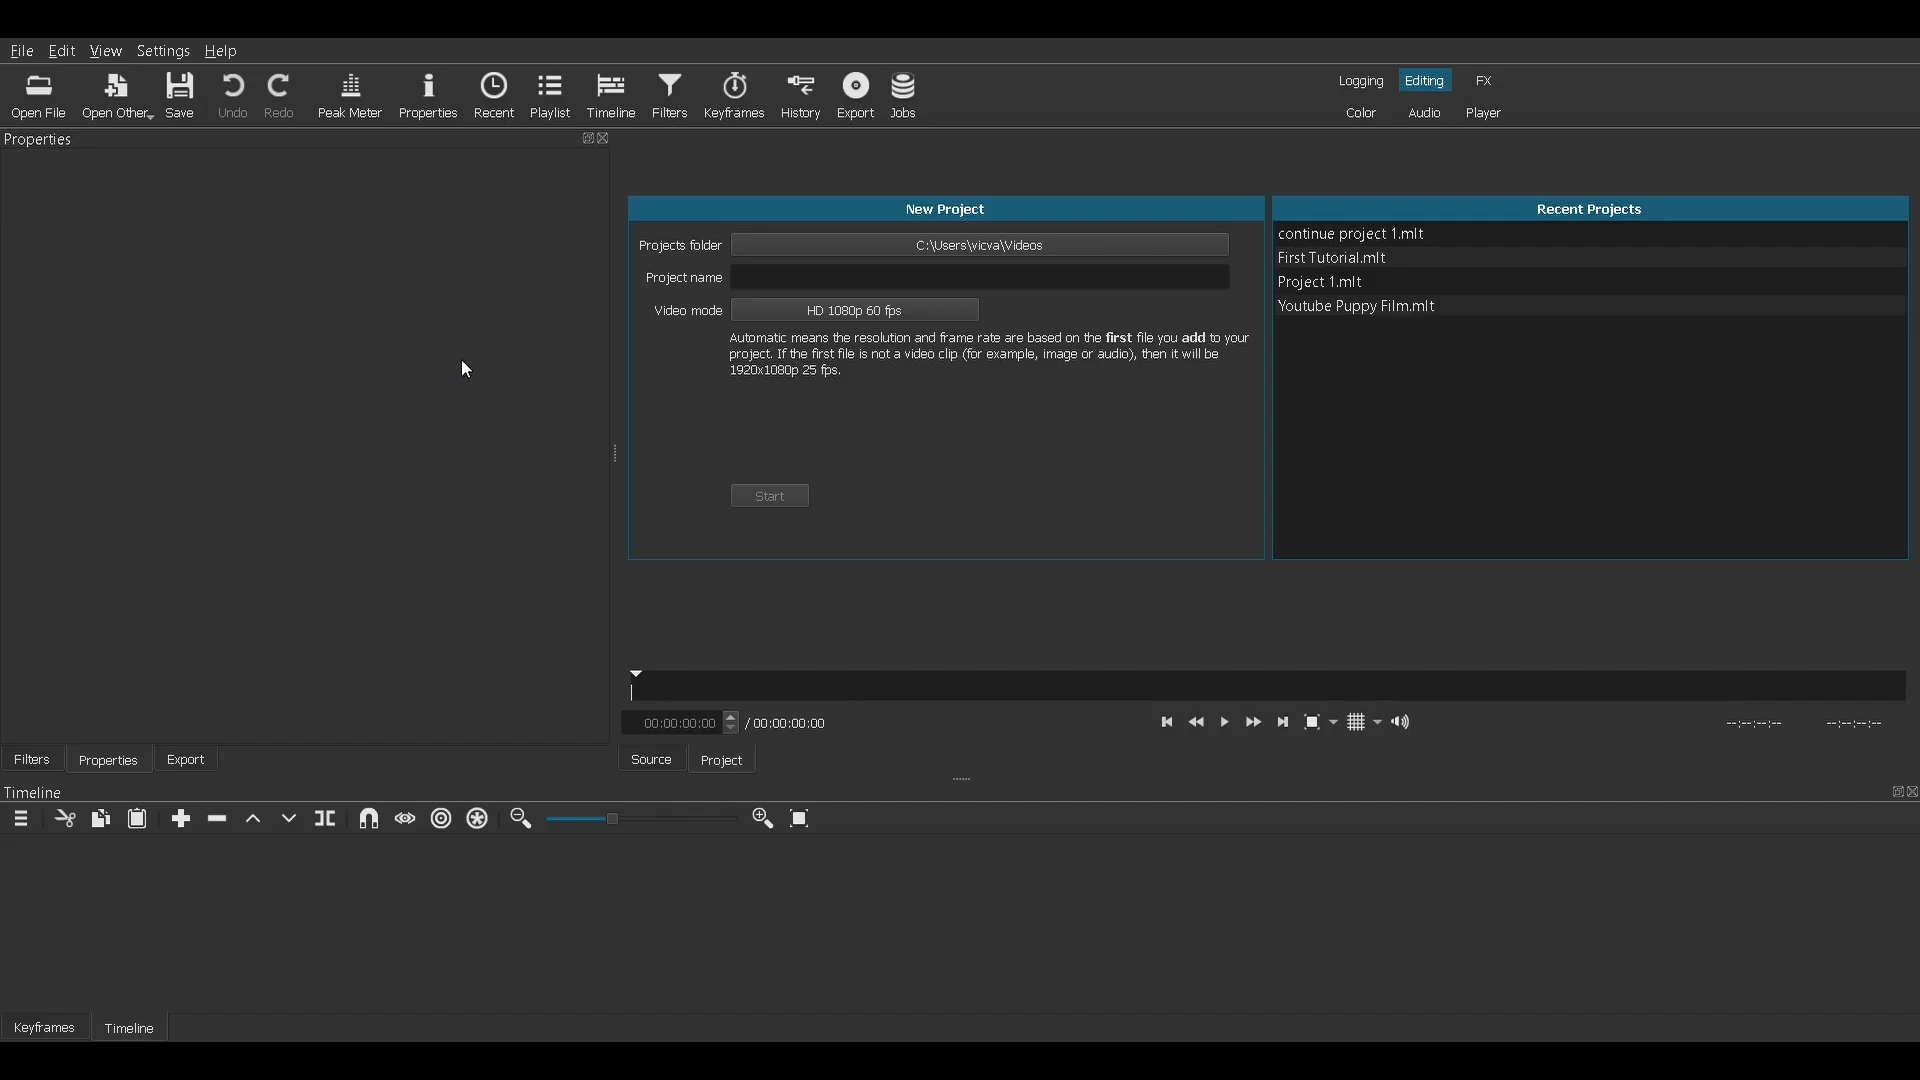 File Edit View Settings Help
Open File Open Other Save Undo Redo Peak Meter Properties Recent Playlist Timeline Filters Keyframes History Export Jobs
Logging Editing FX
Color Audio Player
Properties
New Project
Projects folder C:\Users\vicva\Videos
Project name
Video mode HD 1080p 60 fps
Automatic means the resolution and frame rate are based on the first file you add to your
project. If the first file is not a video clip (for example, image or audio), then it will be
1920x1080p 25 fps.
Start
Recent Projects
continue project 1.mlt
First Tutorial.mlt
Project 1.mlt
Youtube Puppy Film.mlt
00:00:00:00 / 00:00:00:00 --:--:--:-- --:--:--:--
Filters Properties Export
Source Project
Timeline
Keyframes Timeline